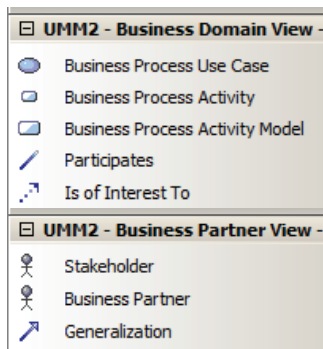 UMM2 - Business Domain View -
Business Process Use Case
Business Process Activity
Business Process Activity Model
Participates
Is of Interest To
UMM2 - Business Partner View -
Stakeholder
Business Partner
Generalization